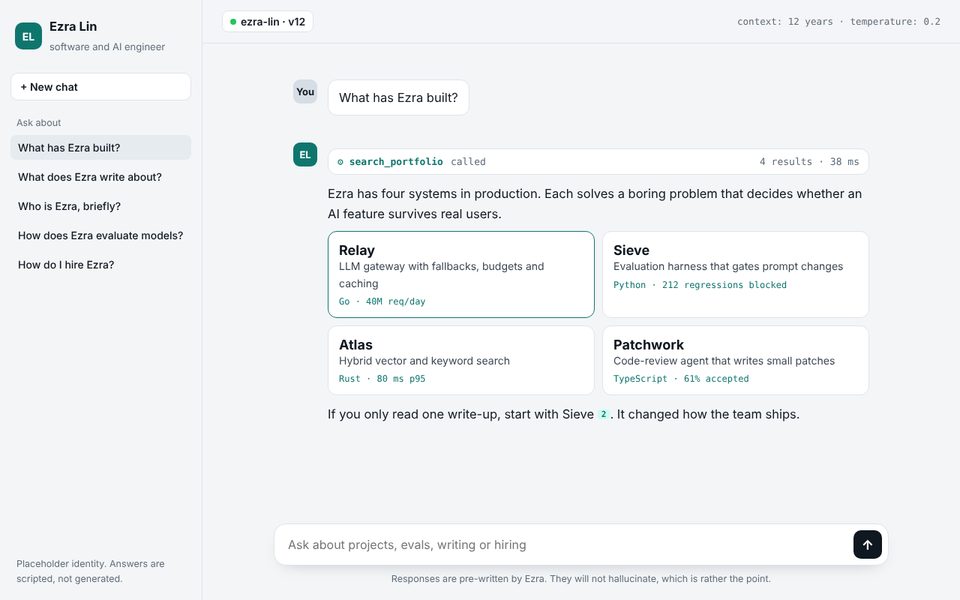 EL
Ezra Lin
software and AI engineer
+ New chat
Ask about
What has Ezra built?
What does Ezra write about?
Who is Ezra, briefly?
How does Ezra evaluate models?
How do I hire Ezra?
Placeholder identity. Answers are
scripted, not generated.
ezra-lin · v12
context: 12 years · temperature: 0.2
You
What has Ezra built?
EL
search_portfolio called
4 results · 38 ms
Ezra has four systems in production. Each solves a boring problem that decides whether an
AI feature survives real users.
Relay
LLM gateway with fallbacks, budgets and
caching
Go · 40M req/day
Sieve
Evaluation harness that gates prompt changes
Python · 212 regressions blocked
Atlas
Hybrid vector and keyword search
Rust · 80 ms p95
Patchwork
Code-review agent that writes small patches
TypeScript · 61% accepted
If you only read one write-up, start with Sieve 2. It changed how the team ships.
Ask about projects, evals, writing or hiring
Responses are pre-written by Ezra. They will not hallucinate, which is rather the point.